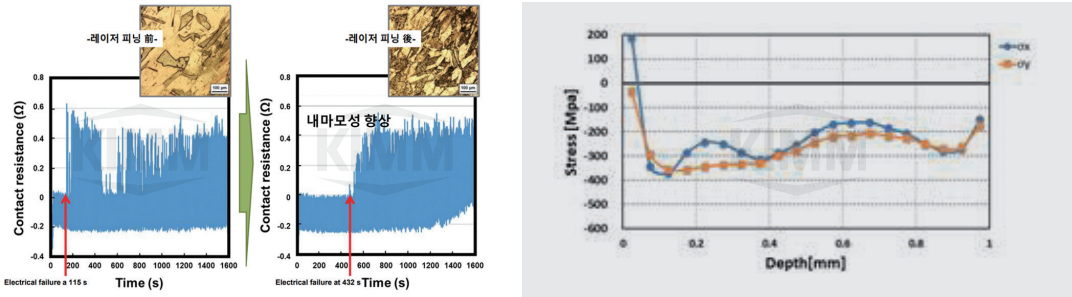 -레이저 피닝 前-
100 μm
Contact resistance (Ω)
0.8
0.6
0.4
0.2
0
-0.2
-0.4
KIMM
0 200 400 600 800 1000 1200 1400 1600
Electrical failure a 115 s
Time (s)
-레이저 피닝 後-
100 μm
내마모성 향상
Contact resistance (Ω)
0.8
0.6
0.4
0.2
0
-0.2
-0.4
KIMM
0 200 400 600 800 1000 1200 1400 1600
Electrical failure at 432 s
Time (s)
Stress [Mpa]
200
100
0
-100
-200
-300
-400
-500
-600
KIMM
σx
σy
0 0.2 0.4 0.6 0.8 1
Depth[mm]